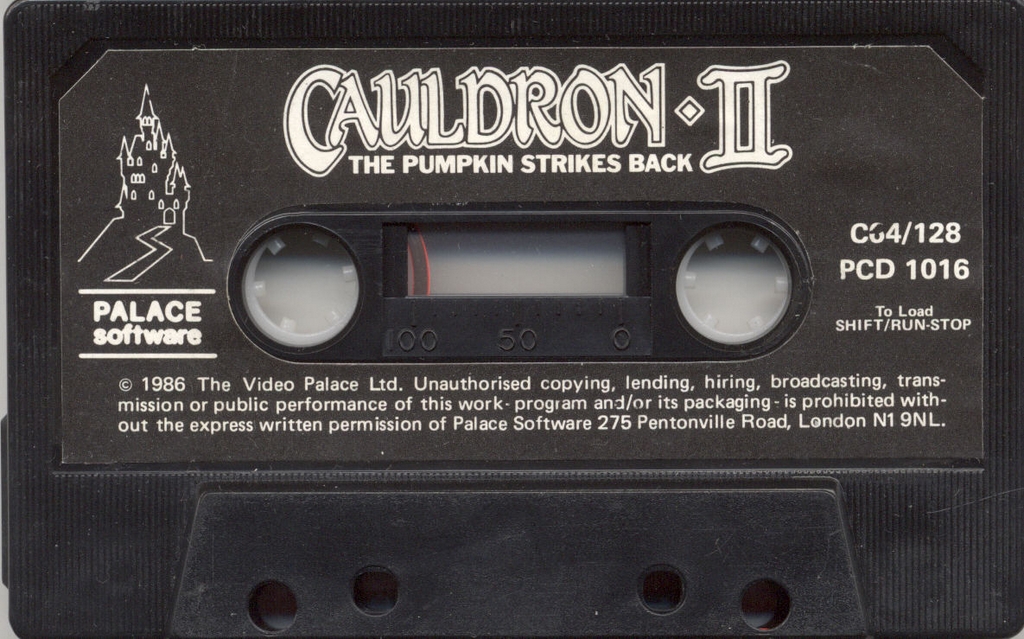 CAULDRON • II
THE PUMPKIN STRIKES BACK
PALACE
software
C64/128
PCD 1016
To Load
SHIFT/RUN-STOP
100 50 0
© 1986 The Video Palace Ltd. Unauthorised copying, lending, hiring, broadcasting, trans-
mission or public performance of this work - program and/or its packaging - is prohibited with-
out the express written permission of Palace Software 275 Pentonville Road, London N1 9NL.